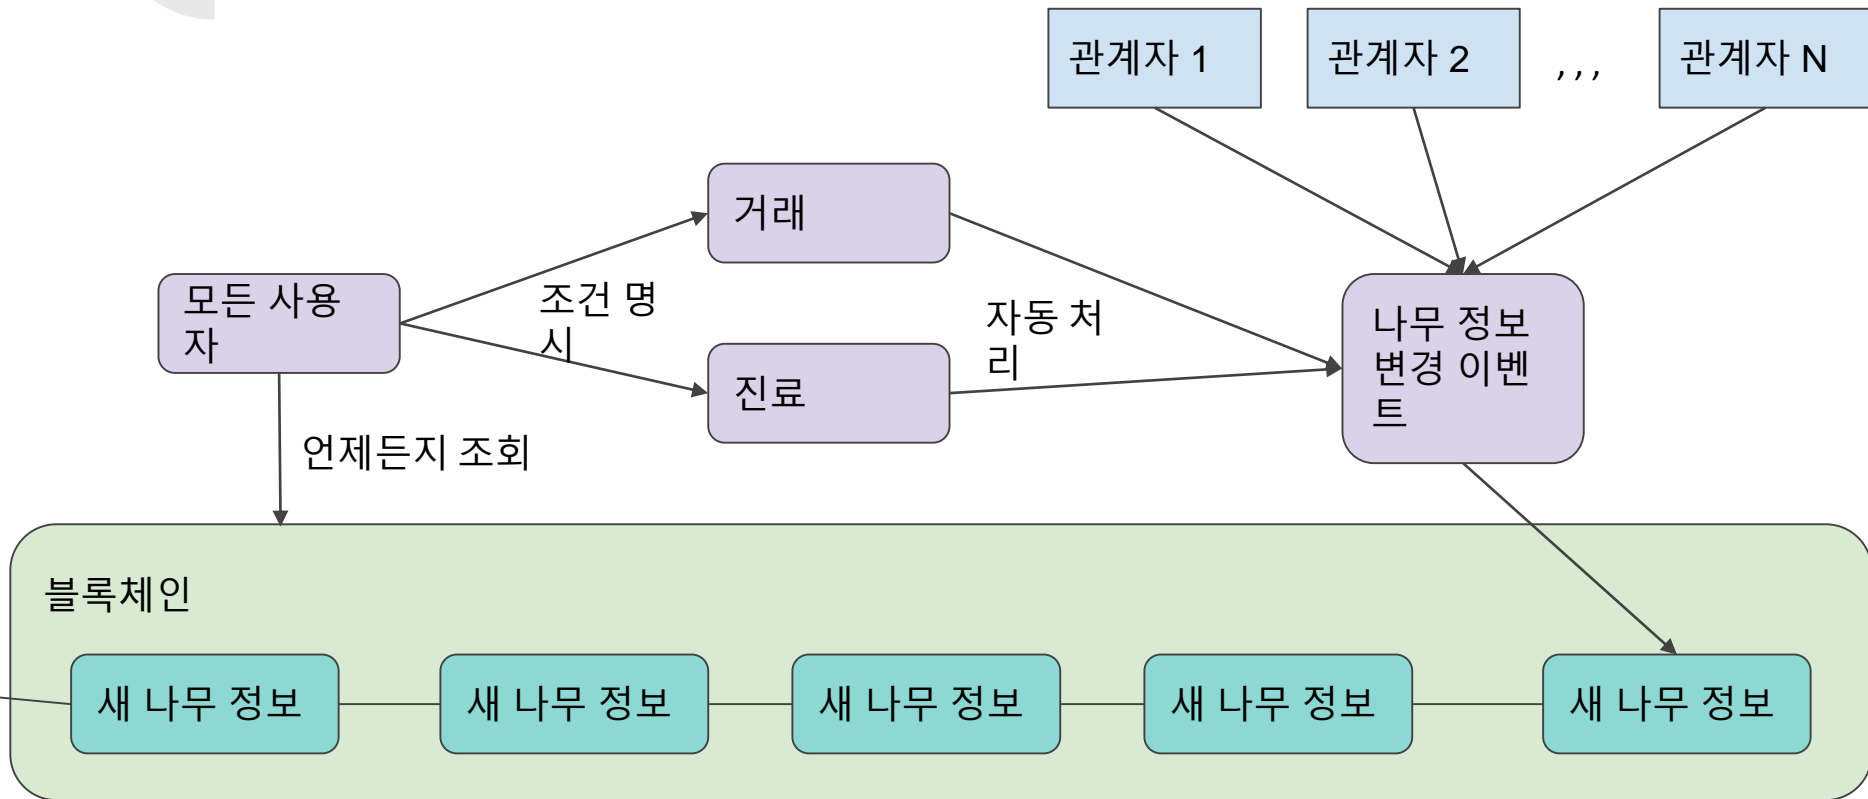 관계자 1
관계자 2
, , ,
관계자 N
거래
모든 사용
자
조건 명
시
자동 처
리
나무 정보
변경 이벤
트
진료
언제든지 조회
블록체인
새 나무 정보
새 나무 정보
새 나무 정보
새 나무 정보
새 나무 정보